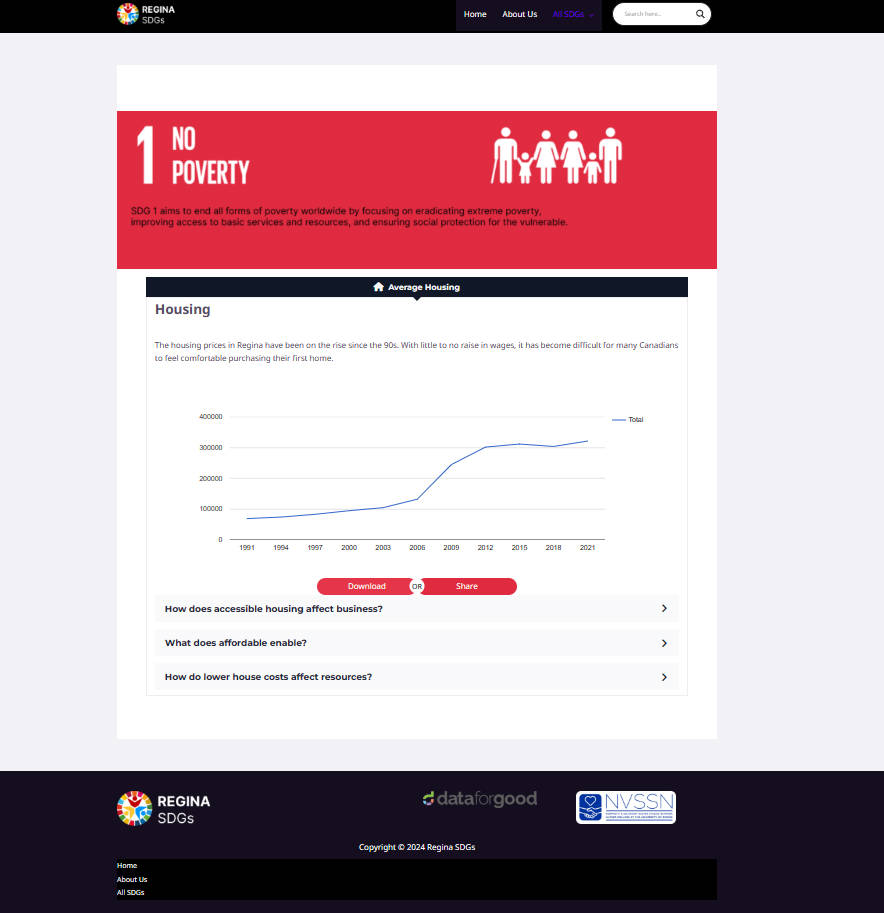 REGINA
SDGs
Home
About Us
All SDGs
Search here...
1
NO
POVERTY
SDG 1 aims to end all forms of poverty worldwide by focusing on eradicating extreme poverty,
improving access to basic services and resources, and ensuring social protection for the vulnerable.
Average Housing
Housing
The housing prices in Regina have been on the rise since the 90s. With little to no raise in wages, it has become difficult for many Canadians
to feel comfortable purchasing their first home.
400000
300000
200000
100000
0
Total
1991 1994 1997 2000 2003 2006 2009 2012 2015 2018 2021
Download OR Share
How does accessible housing affect business?
What does affordable enable?
How do lower house costs affect resources?
REGINA
SDGs
dataforgood
NVSSN
Copyright © 2024 Regina SDGs
Home
About Us
All SDGs